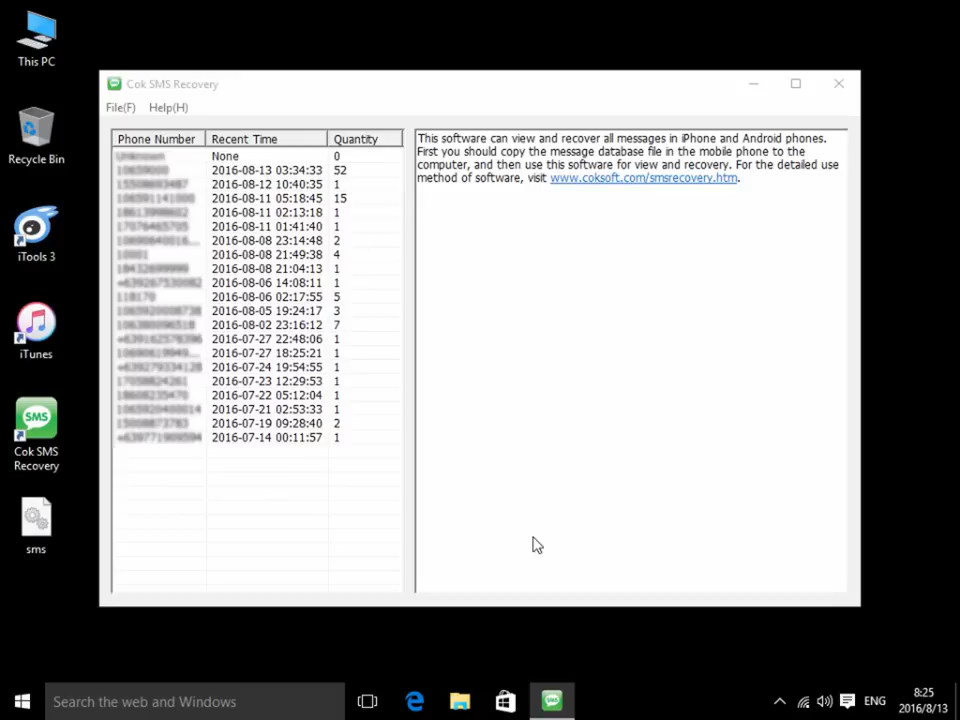 This PC
Recycle Bin
iTools 3
iTunes
SMS
Cok SMS
Recovery
sms
Cok SMS Recovery
File(F) Help(H)
Phone Number Recent Time Quantity
None 0
2016-08-13 03:34:33 52
2016-08-12 10:40:35 1
2016-08-11 05:18:45 15
2016-08-11 02:13:18 1
2016-08-11 01:41:40 1
2016-08-08 23:14:48 2
2016-08-08 21:49:38 4
2016-08-08 21:04:13 1
2016-08-06 14:08:11 1
2016-08-06 02:17:55 5
2016-08-05 19:24:17 3
2016-08-02 23:16:12 7
2016-07-27 22:48:06 1
2016-07-27 18:25:21 1
2016-07-24 19:54:55 1
2016-07-23 12:29:53 1
2016-07-22 05:12:04 1
2016-07-21 02:53:33 1
2016-07-19 09:28:40 2
2016-07-14 00:11:57 1
This software can view and recover all messages in iPhone and Android phones.
First you should copy the message database file in the mobile phone to the
computer, and then use this software for view and recovery. For the detailed use
method of software, visit www.coksoft.com/smsrecovery.htm.
Search the web and Windows
ENG
8:25
2016/8/13